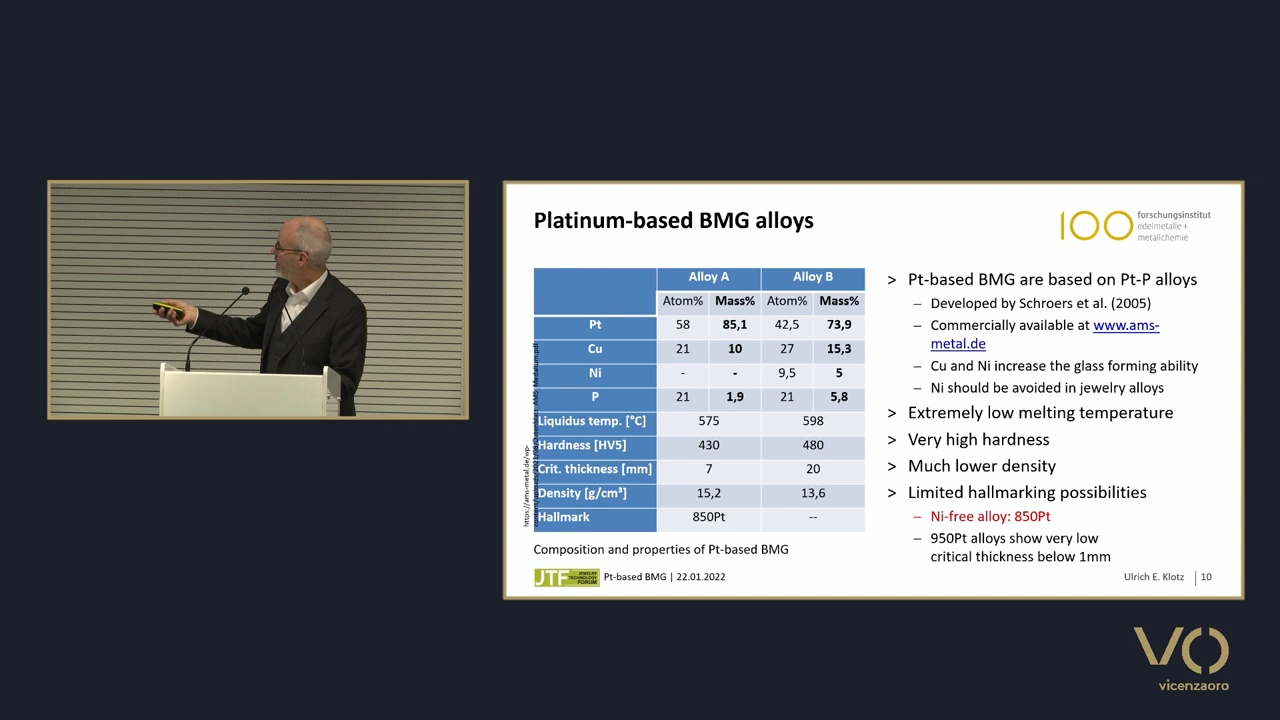 Platinum-based BMG alloys
100 forschungsinstitut
edelmetalle +
metallchemie
Alloy A Alloy B
Atom% Mass% Atom% Mass%
Pt 58 85,1 42,5 73,9
Cu 21 10 27 15,3
Ni - - 9,5 5
P 21 1,9 21 5,8
Liquidus temp. [°C] 575 598
Hardness [HV5] 430 480
Crit. thickness [mm] 7 20
Density [g/cm³] 15,2 13,6
Hallmark 850Pt --
https://ams-metal.de/wp-
Composition and properties of Pt-based BMG
> Pt-based BMG are based on Pt-P alloys
– Developed by Schroers et al. (2005)
– Commercially available at www.ams-
metal.de
– Cu and Ni increase the glass forming ability
– Ni should be avoided in jewelry alloys
> Extremely low melting temperature
> Very high hardness
> Much lower density
> Limited hallmarking possibilities
– Ni-free alloy: 850Pt
– 950Pt alloys show very low
critical thickness below 1mm
JTF JEWELRY
TECHNOLOGY
FORUM
Pt-based BMG | 22.01.2022
Ulrich E. Klotz | 10
VO
vicenzaoro